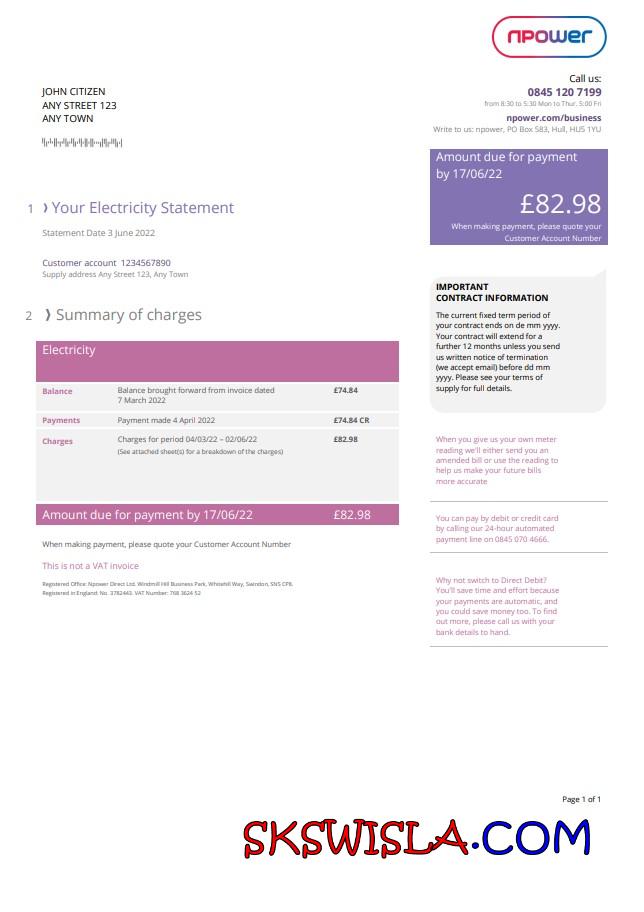 npower
JOHN CITIZEN
ANY STREET 123
ANY TOWN
Call us:
0845 120 7199
from 8:30 to 5:30 Mon to Thur. 5:00 Fri
npower.com/business
Write to us: npower, PO Box 583, Hull, HU5 1YU
Amount due for payment
by 17/06/22
£82.98
When making payment, please quote your
Customer Account Number
1 Your Electricity Statement
Statement Date 3 June 2022
Customer account 1234567890
Supply address Any Street 123, Any Town
2 Summary of charges
Electricity
Balance Balance brought forward from invoice dated £74.84
7 March 2022
Payments Payment made 4 April 2022 £74.84 CR
Charges Charges for period 04/03/22 – 02/06/22 £82.98
(See attached sheet(s) for a breakdown of the charges)
Amount due for payment by 17/06/22 £82.98
When making payment, please quote your Customer Account Number
This is not a VAT invoice
Registered Office: Npower Direct Ltd. Windmill Hill Business Park, Whitehill Way, Swindon, SN5 CP8.
Registered in England: No. 3782443. VAT Number: 768 3624 52
IMPORTANT
CONTRACT INFORMATION
The current fixed term period of
your contract ends on de mm yyyy.
Your contract will extend for a
further 12 months unless you send
us written notice of termination
(we accept email) before dd mm
yyyy. Please see your terms of
supply for full details.
When you give us your own meter
reading we'll either send you an
amended bill or use the reading to
help us make your future bills
more accurate
You can pay by debit or credit card
by calling our 24-hour automated
payment line on 0845 070 4666.
Why not switch to Direct Debit?
You'll save time and effort because
your payments are automatic, and
you could save money too. To find
out more, please call us with your
bank details to hand.
Page 1 of 1
SKSWISLA.COM